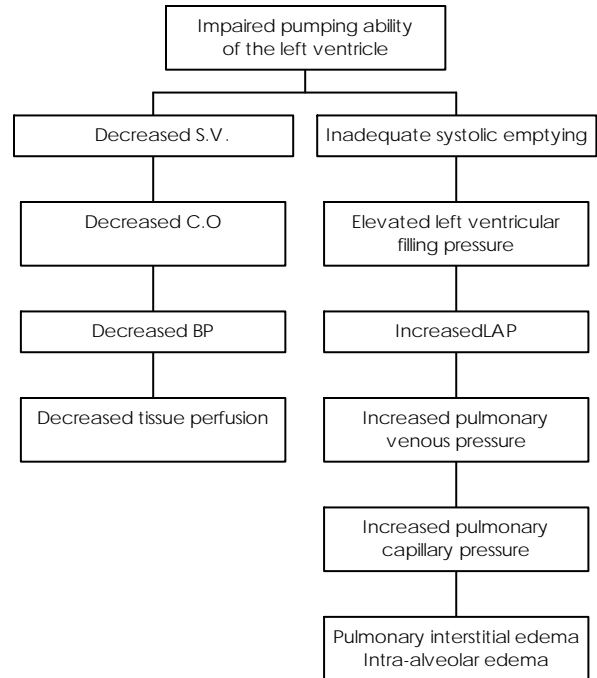 Impaired pumping ability
of the left ventricle
Decreased S.V.
Decreased C.O
Decreased BP
Decreased tissue perfusion
Inadequate systolic emptying
Elevated left ventricular
filling pressure
IncreasedLAP
Increased pulmonary
venous pressure
Increased pulmonary
capillary pressure
Pulmonary interstitial edema
Intra-alveolar edema